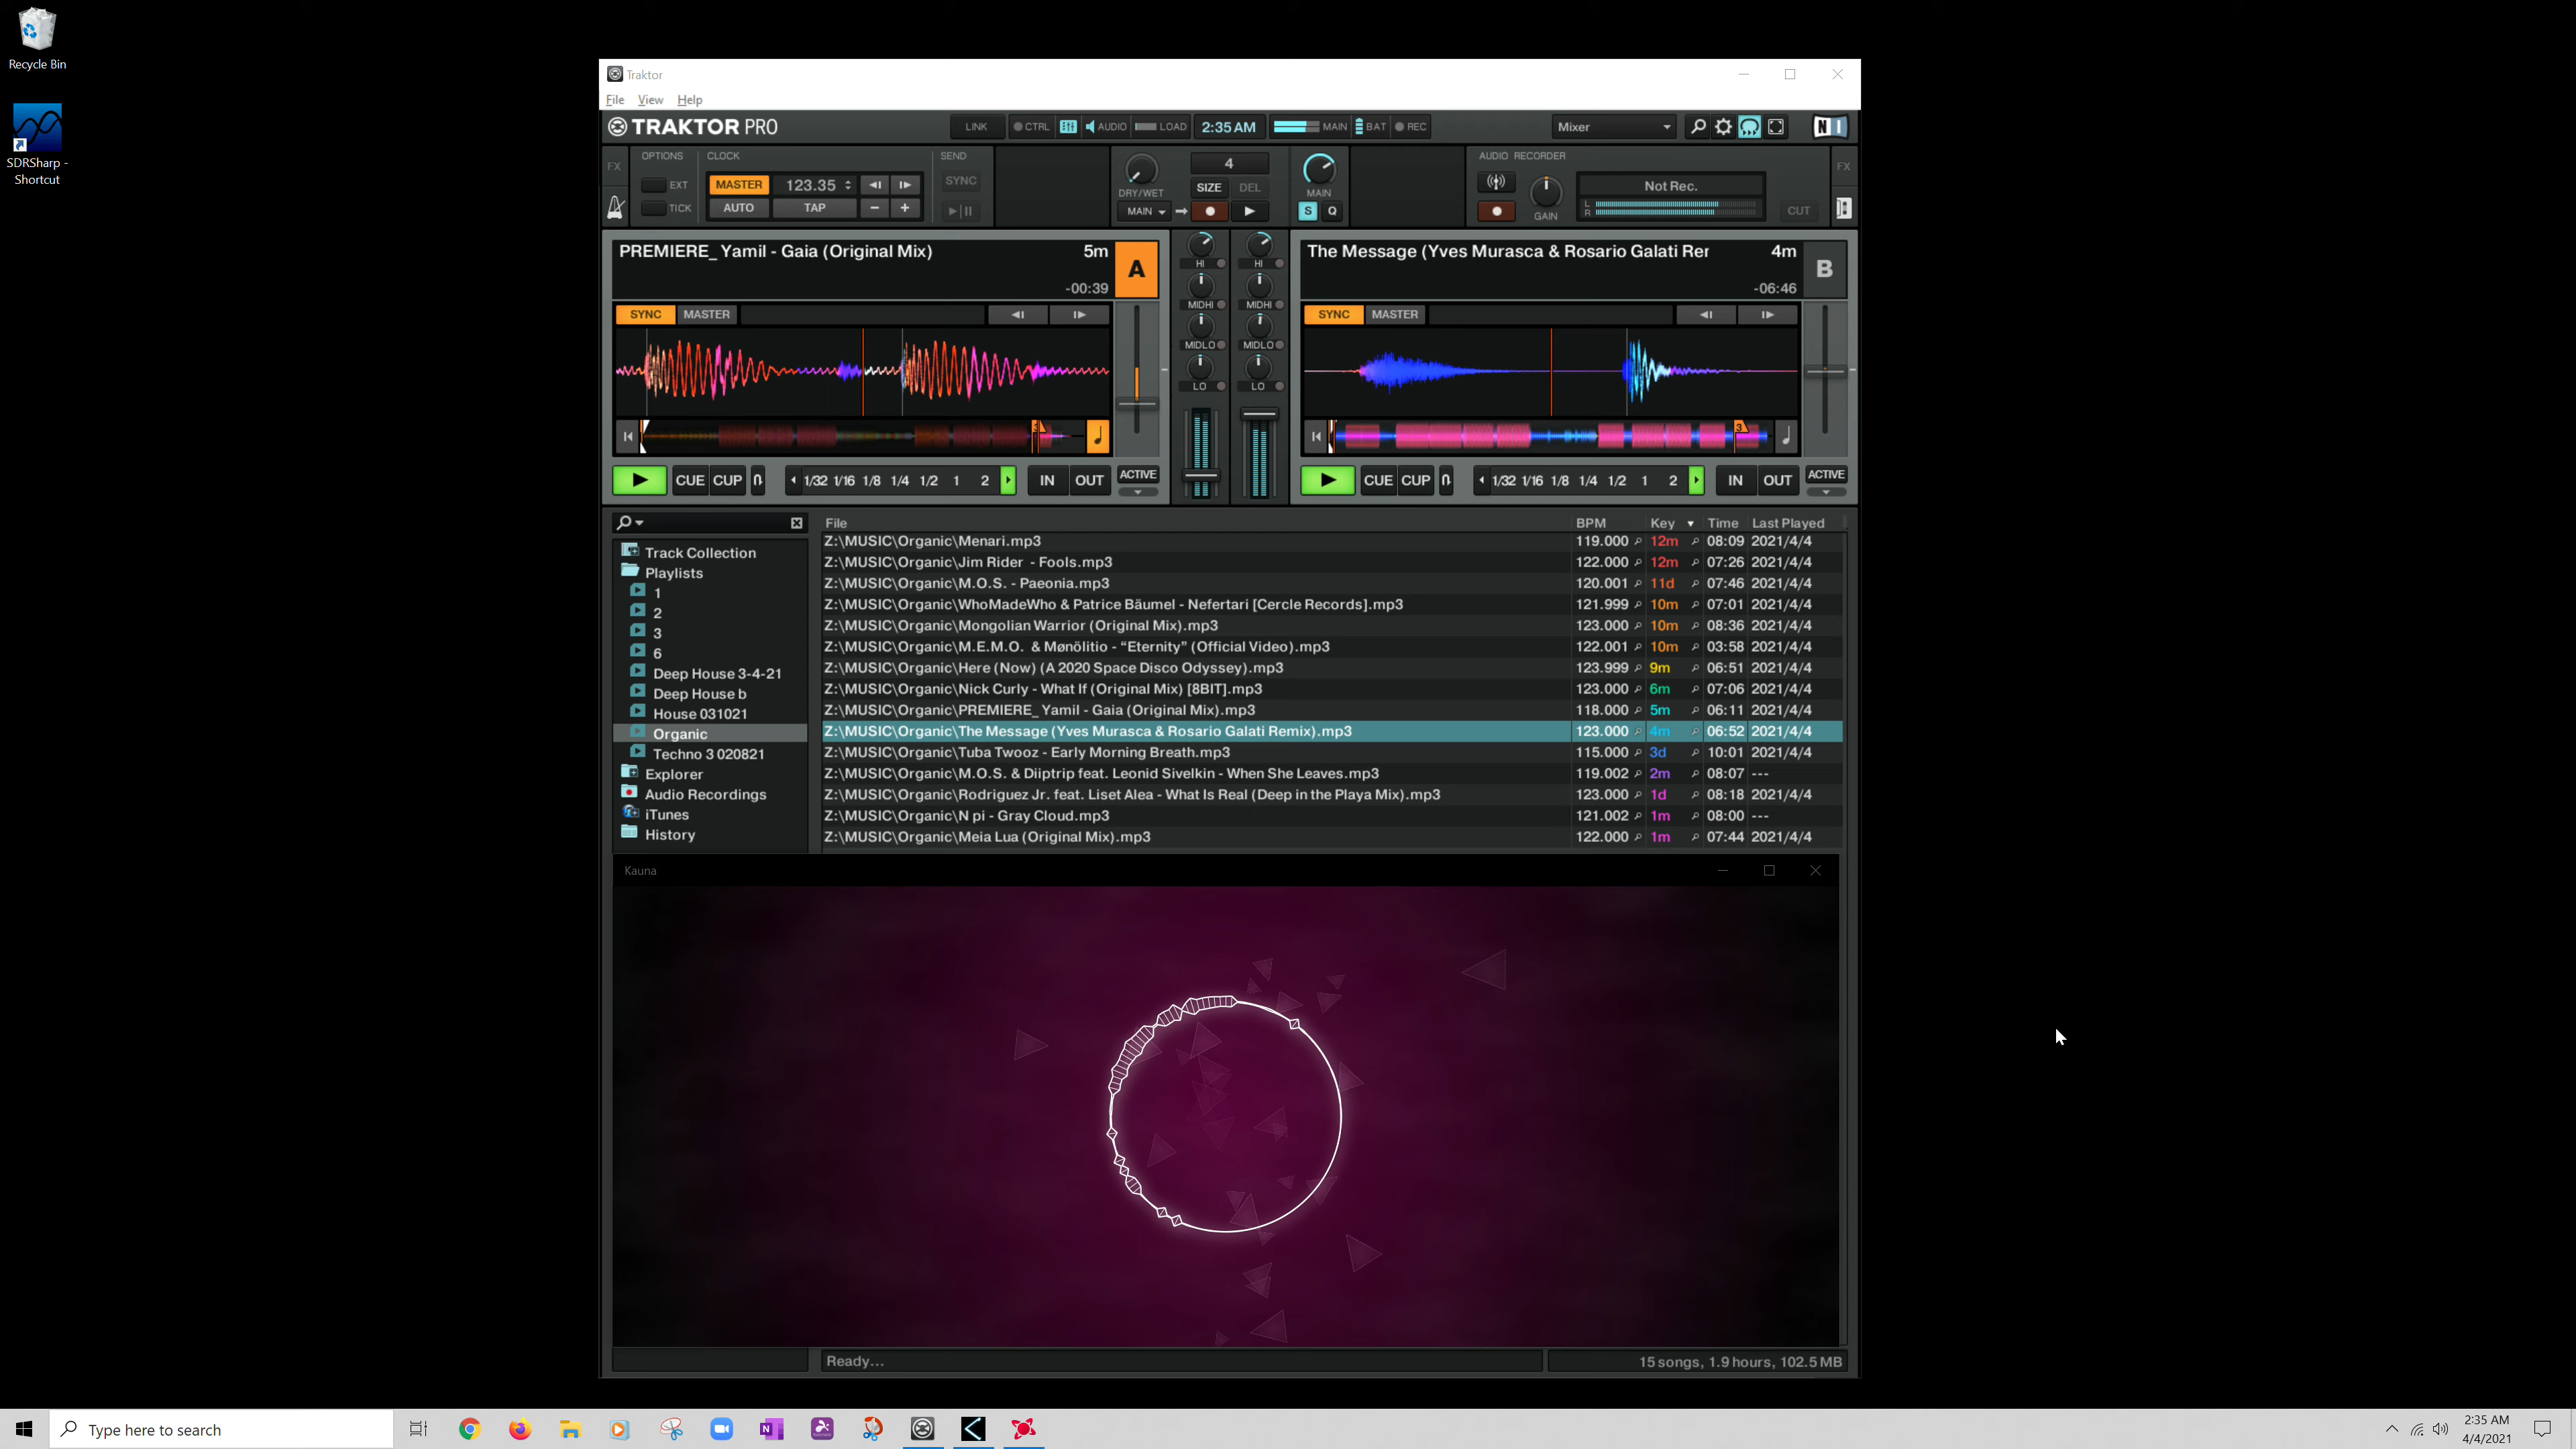 Recycle Bin
SDRSharp -
Shortcut
Traktor
File View Help
TRAKTOR PRO
LINK CTRL AUDIO LOAD 2:35 AM MAIN BAT REC
Mixer
FX OPTIONS CLOCK SEND
EXT MASTER 123.35 SYNC
TICK AUTO TAP − +
4
SIZE DEL
DRY/WET
MAIN
MAIN
S Q
AUDIO RECORDER
Not Rec.
L
R
GAIN
CUT
FX
PREMIERE_ Yamil - Gaia (Original Mix) 5m A
-00:39
SYNC MASTER
HI HI
MIDHI MIDHI
MIDLO MIDLO
LO LO
The Message (Yves Murasca & Rosario Galati Rer 4m B
-06:46
SYNC MASTER
3
CUE CUP 1/32 1/16 1/8 1/4 1/2 1 2 IN OUT ACTIVE
CUE CUP 1/32 1/16 1/8 1/4 1/2 1 2 IN OUT ACTIVE
Track Collection
Playlists
1
2
3
6
Deep House 3-4-21
Deep House b
House 031021
Organic
Techno 3 020821
Explorer
Audio Recordings
iTunes
History
File BPM Key Time Last Played
Z:\MUSIC\Organic\Menari.mp3 119.000 12m 08:09 2021/4/4
Z:\MUSIC\Organic\Jim Rider - Fools.mp3 122.000 12m 07:26 2021/4/4
Z:\MUSIC\Organic\M.O.S. - Paeonia.mp3 120.001 11d 07:46 2021/4/4
Z:\MUSIC\Organic\WhoMadeWho & Patrice Bäumel - Nefertari [Cercle Records].mp3 121.999 10m 07:01 2021/4/4
Z:\MUSIC\Organic\Mongolian Warrior (Original Mix).mp3 123.000 10m 08:36 2021/4/4
Z:\MUSIC\Organic\M.E.M.O. & Mønölitio - “Eternity” (Official Video).mp3 122.001 10m 03:58 2021/4/4
Z:\MUSIC\Organic\Here (Now) (A 2020 Space Disco Odyssey).mp3 123.999 9m 06:51 2021/4/4
Z:\MUSIC\Organic\Nick Curly - What If (Original Mix) [8BIT].mp3 123.000 6m 07:06 2021/4/4
Z:\MUSIC\Organic\PREMIERE_ Yamil - Gaia (Original Mix).mp3 118.000 5m 06:11 2021/4/4
Z:\MUSIC\Organic\The Message (Yves Murasca & Rosario Galati Remix).mp3 123.000 4m 06:52 2021/4/4
Z:\MUSIC\Organic\Tuba Twooz - Early Morning Breath.mp3 115.000 3d 10:01 2021/4/4
Z:\MUSIC\Organic\M.O.S. & Diiptrip feat. Leonid Sivelkin - When She Leaves.mp3 119.002 2m 08:07 ---
Z:\MUSIC\Organic\Rodriguez Jr. feat. Liset Alea - What Is Real (Deep in the Playa Mix).mp3 123.000 1d 08:18 2021/4/4
Z:\MUSIC\Organic\N pi - Gray Cloud.mp3 121.002 1m 08:00 ---
Z:\MUSIC\Organic\Meia Lua (Original Mix).mp3 122.000 1m 07:44 2021/4/4
Kauna
Ready...
15 songs, 1.9 hours, 102.5 MB
Type here to search
2:35 AM
4/4/2021